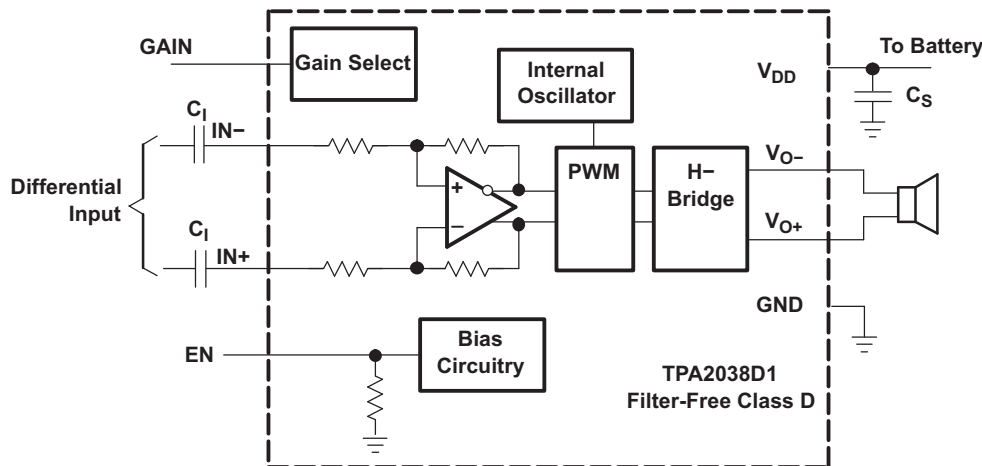 GAIN
Gain Select
Internal
Oscillator
To Battery
VDD
CS
CI
IN−
Differential
Input
+
−
PWM
H−
Bridge
VO−
VO+
CI
IN+
GND
EN
Bias
Circuitry
TPA2038D1
Filter-Free Class D